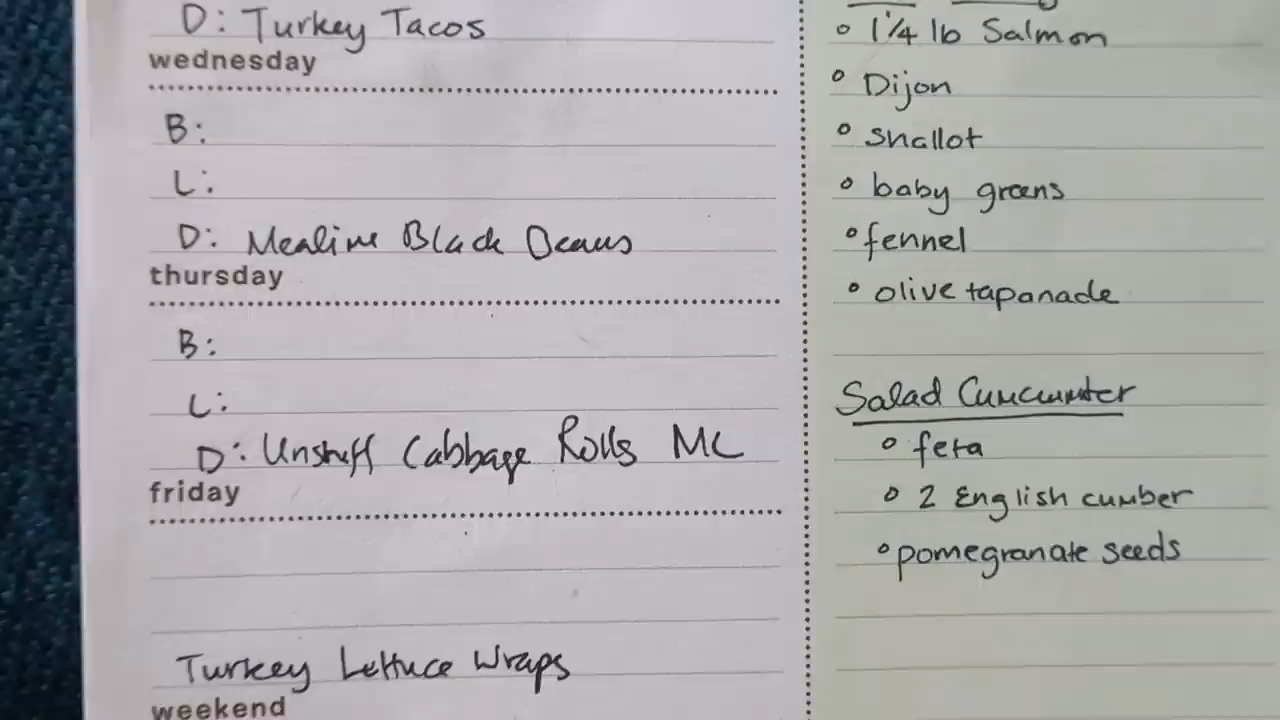 D: Turkey Tacos
wednesday
B:
L:
D: Mealime Black Beans
thursday
B:
L:
D: Unstuff Cabbage Rolls MC
friday
Turkey Lettuce Wraps
weekend
1 1/4 lb Salmon
Dijon
shallot
baby greens
fennel
olive tapanade
Salad
feta
2 English cumber
pomegranate seeds